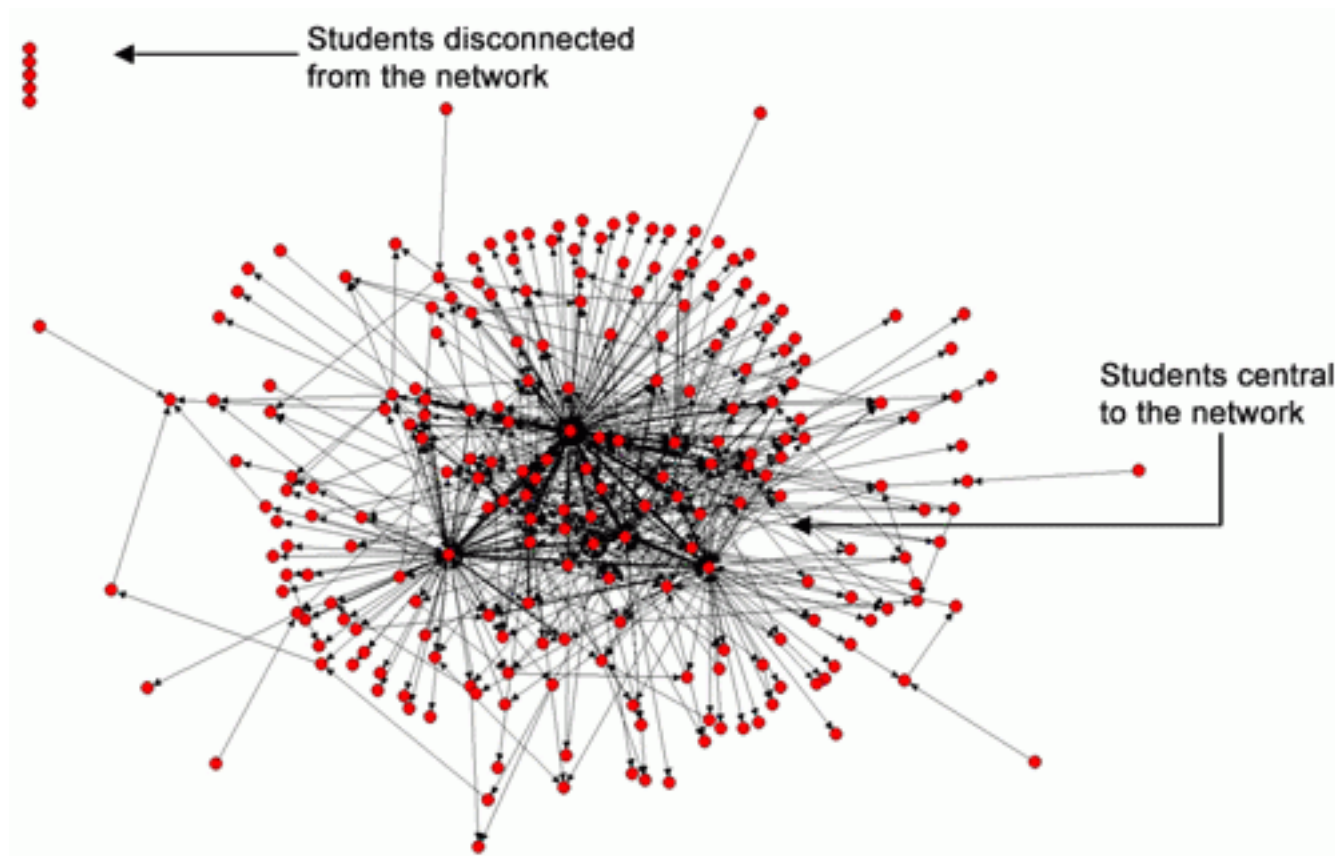 Students disconnected
from the network
Students central
to the network